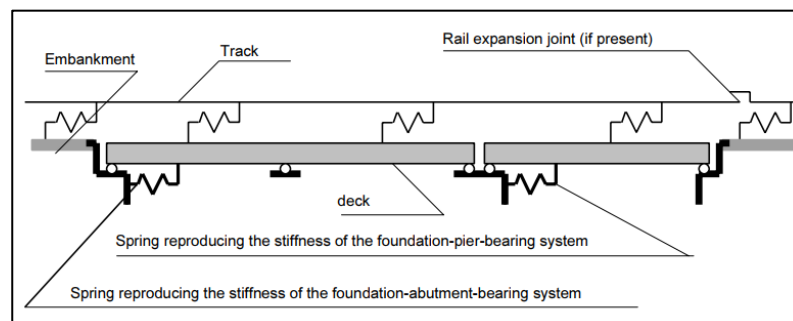 Rail expansion joint (if present)
Embankment
Track
deck
Spring reproducing the stiffness of the foundation-pier-bearing system
Spring reproducing the stiffness of the foundation-abutment-bearing system